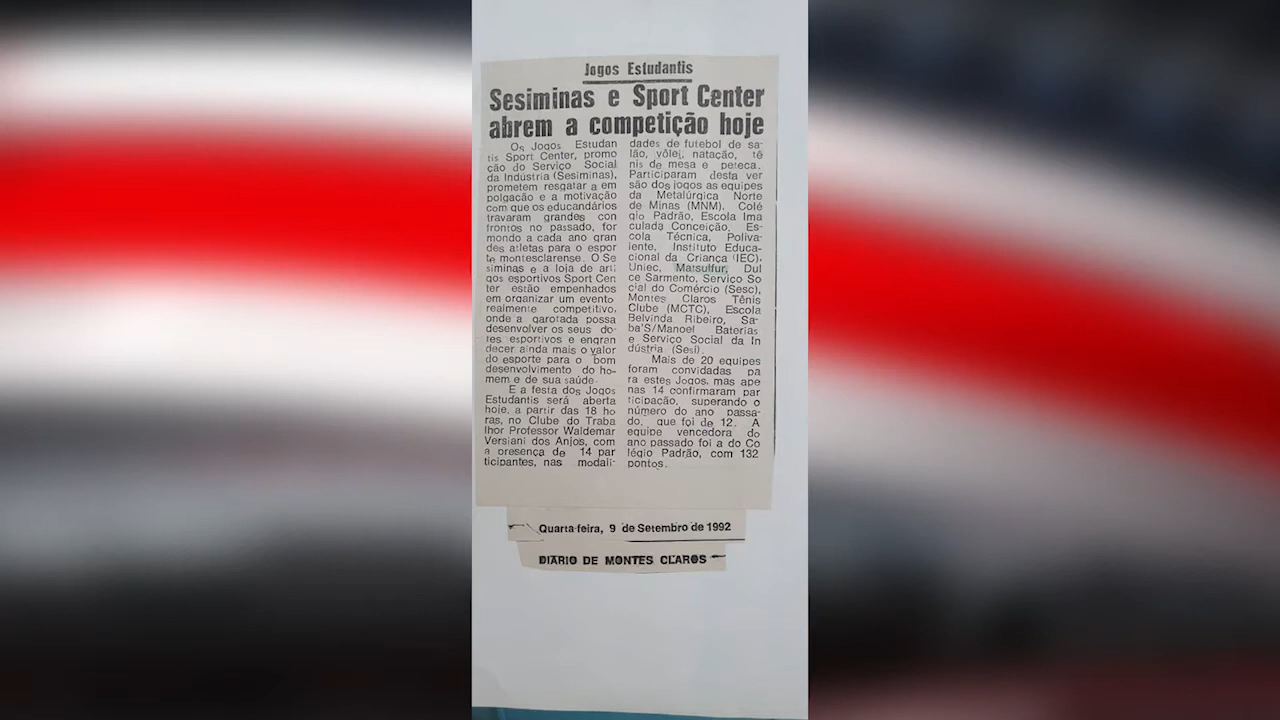 Jogos Estudantis
Sesiminas e Sport Center
abrem a competição hoje
Os Jogos Estudan
tis Sport Center, promo
ção do Serviço Social
da Indústria (Sesiminas),
prometem resgatar a em
polgação e a motivação
com que os educandários
travaram grandes con
frontos no passado, for
mondo a cada ano gran
des atletas para o espor
te montesclarense. O Se
siminas e a loja de arti
gos esportivos Sport Cen
ter estão empenhados
em organizar um evento
realmente competitivo,
onde a garotada possa
desenvolver os seus do-
tes esportivos e engran
decer ainda mais o valor
do esporte para o bom
desenvolvimento do ho-
mem e de sua saúde.
E a festa dos Jogos
Estudantis será aberta
hoje, a partir das 18 ho
ras, no Clube do Traba
lhor Professor Waldemar
Versiani dos Anjos, com
a presença de 14 par
ticipantes, nas modali-
dades de futebol de sa-
lão, vôlei, natação, tê
nis de mesa e peteca.
Participaram desta ver
são dos jogos as equipes
da Metalúrgica Norte
de Minas (MNM), Colé
gio Padrão, Escola Ima
culada Conceição, Es-
cola Técnica, Poliva-
lente, Instituto Educa-
cional da Criança (IEC),
Uniec, Matsulfur, Dul
ce Sarmento, Serviço So
cial do Comércio (Sesc),
Montes Claros Tênis
Clube (MCTC), Escola
Belvinda Ribeiro, Sa-
ba'S/Manoel Baterias
e Serviço Social da In
dústria (Sesi).
Mais de 20 equipes
foram convidadas pa
ra estes Jogos, mas ape
nas 14 confirmaram par
ticipação, superando o
número do ano passa-
do, que foi de 12. A
equipe vencedora do
ano passado foi a do Co
légio Padrão, com 132
pontos.
Quarta-feira, 9 de Setembro de 1992
DIÁRIO DE MONTES CLAROS